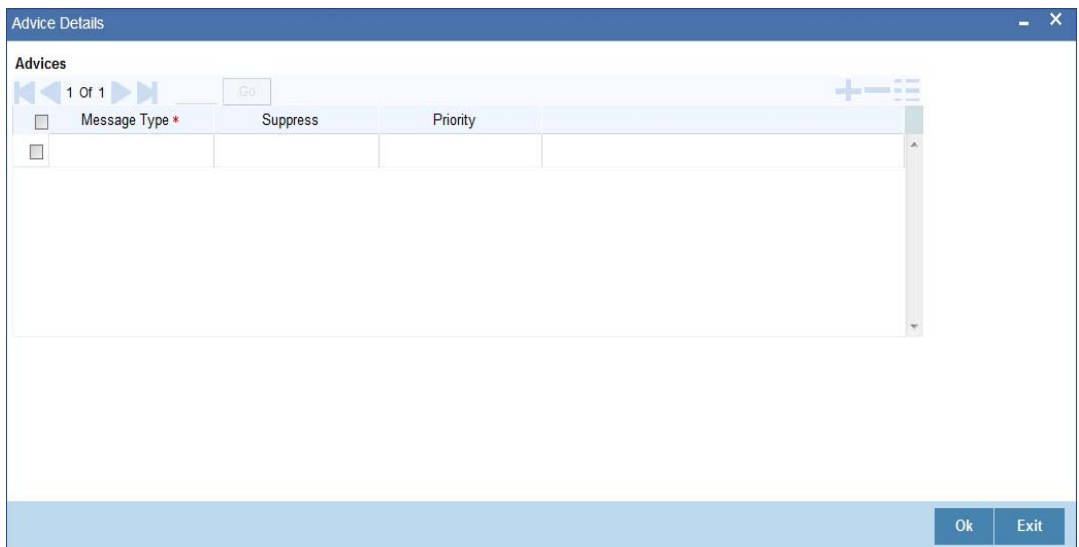 Advice Details
Advices
1 Of 1 Go
Message Type * Suppress Priority
Ok Exit